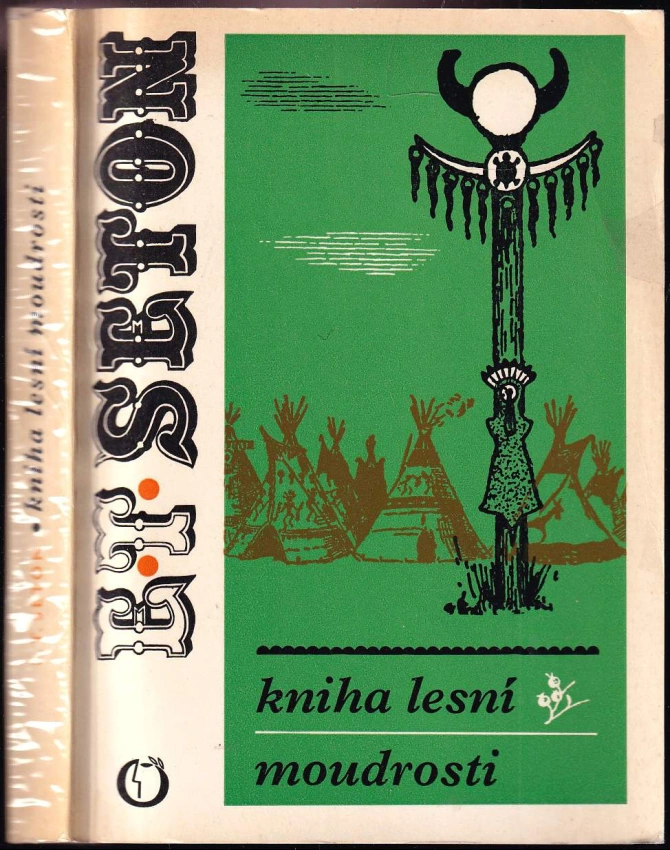 kniha lesní moudrosti
E.T. SETON
kniha lesní
moudrosti